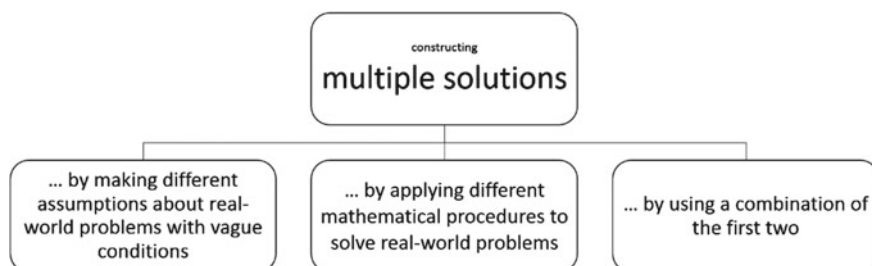 constructing
multiple solutions
... by making different
assumptions about real-
world problems with vague
conditions
... by applying different
mathematical procedures to
solve real-world problems
... by using a combination of
the first two